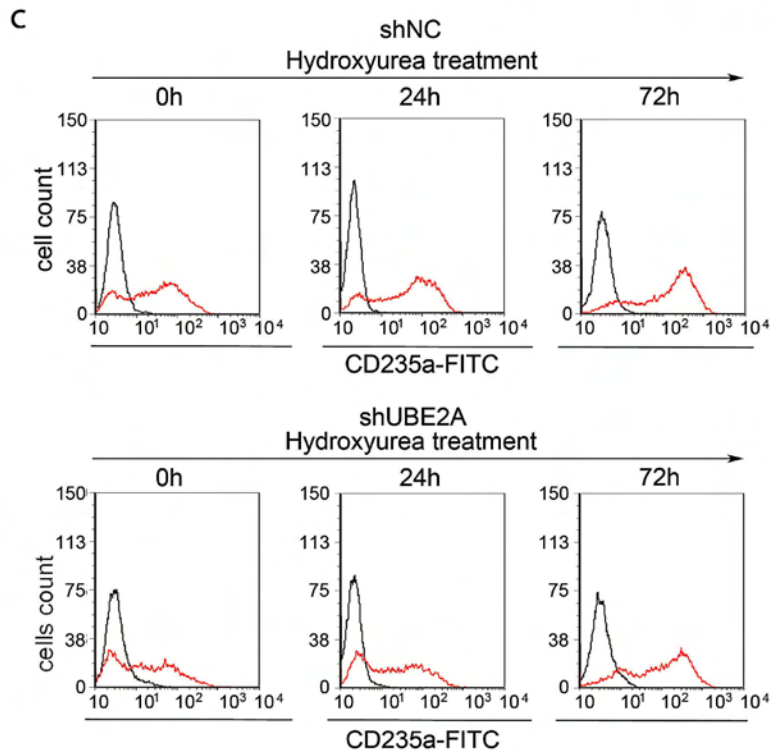 C
shNC
Hydroxyurea treatment
0h 24h 72h
150 150 150
113 113 113
75 75 75
38 38 38
0 0 0
cell count
10 10¹ 10² 10³ 10⁴ 10 10¹ 10² 10³ 10⁴ 10 10¹ 10² 10³ 10⁴
CD235a-FITC
shUBE2A
Hydroxyurea treatment
0h 24h 72h
150 150 150
113 113 113
75 75 75
38 38 38
0 0 0
cells count
10 10¹ 10² 10³ 10⁴ 10 10¹ 10² 10³ 10⁴ 10 10¹ 10² 10³ 10⁴
CD235a-FITC